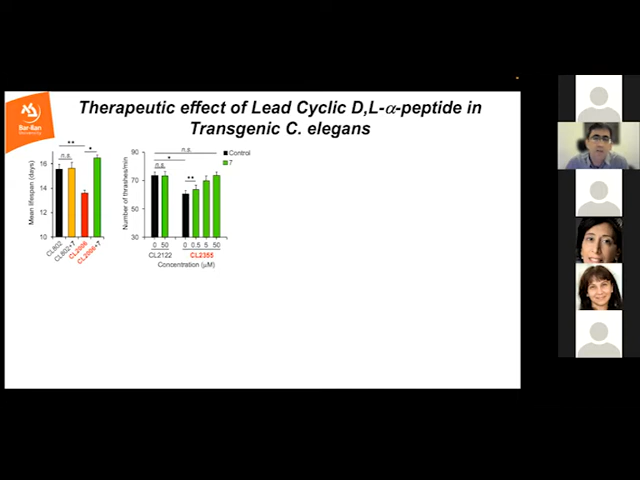 Therapeutic effect of Lead Cyclic D,L-α-peptide in
Transgenic C. elegans
Bar-Ilan
Mean lifespan (days)
16
14
12
10
**
n.s.
*
CL802
CL802+7
CL2006
CL2006+7
Number of thrashes/min
90
70
50
30
n.s.
*
n.s.
**
Control
7
0 50 0 0.5 5 50
CL2122 CL2355
Concentration (μM)